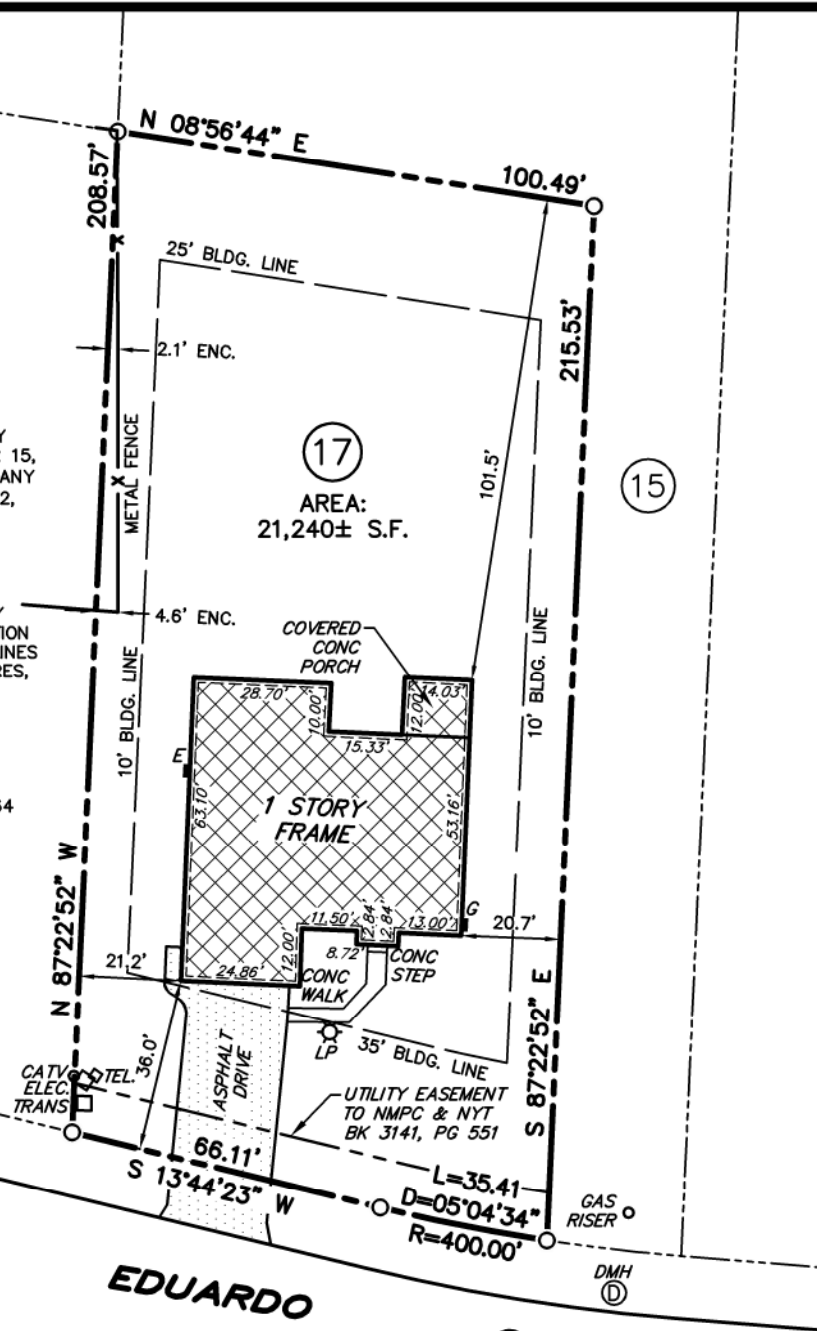 N 08°56'44" E
100.49'
208.57'
25' BLDG. LINE
2.1' ENC.
215.53'
METAL FENCE
X
X
17
AREA:
21,240± S.F.
101.5'
15
Y
15,
ANY
2,
4.6' ENC.
TION
INES
RES,
COVERED
CONC
PORCH
10' BLDG. LINE
10' BLDG. LINE
28.70'
10.00'
12.00'
14.03'
15.33'
E
63.10'
1 STORY
FRAME
53.16'
64
11.50'
2.84'
2.84'
13.00'
G
20.7'
21.2'
24.86'
12.00'
8.72'
CONC
STEP
CONC
WALK
N 87°22'52" W
S 87°22'52" E
36.0'
ASPHALT
DRIVE
LP
35' BLDG. LINE
CATV
ELEC.
TRANS
TEL.
UTILITY EASEMENT
TO NMPC & NYT
BK 3141, PG 551
66.11'
S 13°44'23" W
L=35.41
D=05°04'34"
R=400.00'
GAS
RISER
DMH
D
EDUARDO